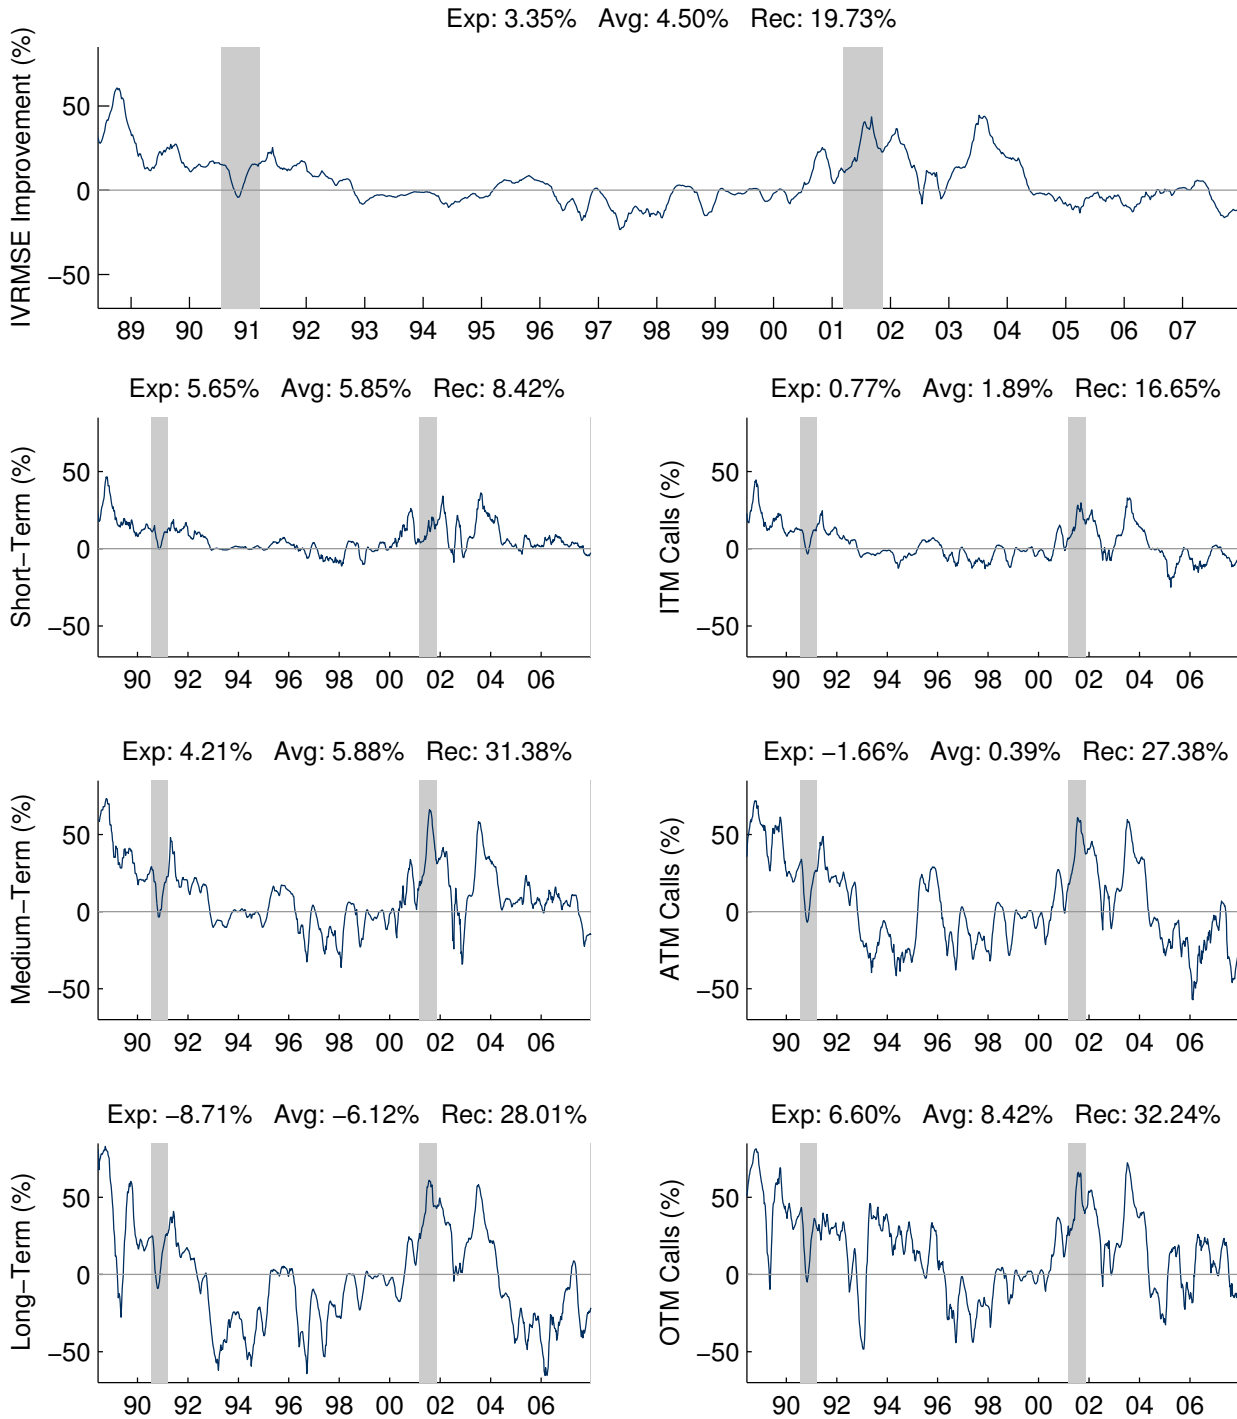 Exp: 3.35% Avg: 4.50% Rec: 19.73%
IVRMSE Improvement (%)
50
0
−50
89 90 91 92 93 94 95 96 97 98 99 00 01 02 03 04 05 06 07
Exp: 5.65% Avg: 5.85% Rec: 8.42%
Short−Term (%)
50
0
−50
90 92 94 96 98 00 02 04 06
Exp: 0.77% Avg: 1.89% Rec: 16.65%
ITM Calls (%)
50
0
−50
90 92 94 96 98 00 02 04 06
Exp: 4.21% Avg: 5.88% Rec: 31.38%
Medium−Term (%)
50
0
−50
90 92 94 96 98 00 02 04 06
Exp: −1.66% Avg: 0.39% Rec: 27.38%
ATM Calls (%)
50
0
−50
90 92 94 96 98 00 02 04 06
Exp: −8.71% Avg: −6.12% Rec: 28.01%
Long−Term (%)
50
0
−50
90 92 94 96 98 00 02 04 06
Exp: 6.60% Avg: 8.42% Rec: 32.24%
OTM Calls (%)
50
0
−50
90 92 94 96 98 00 02 04 06